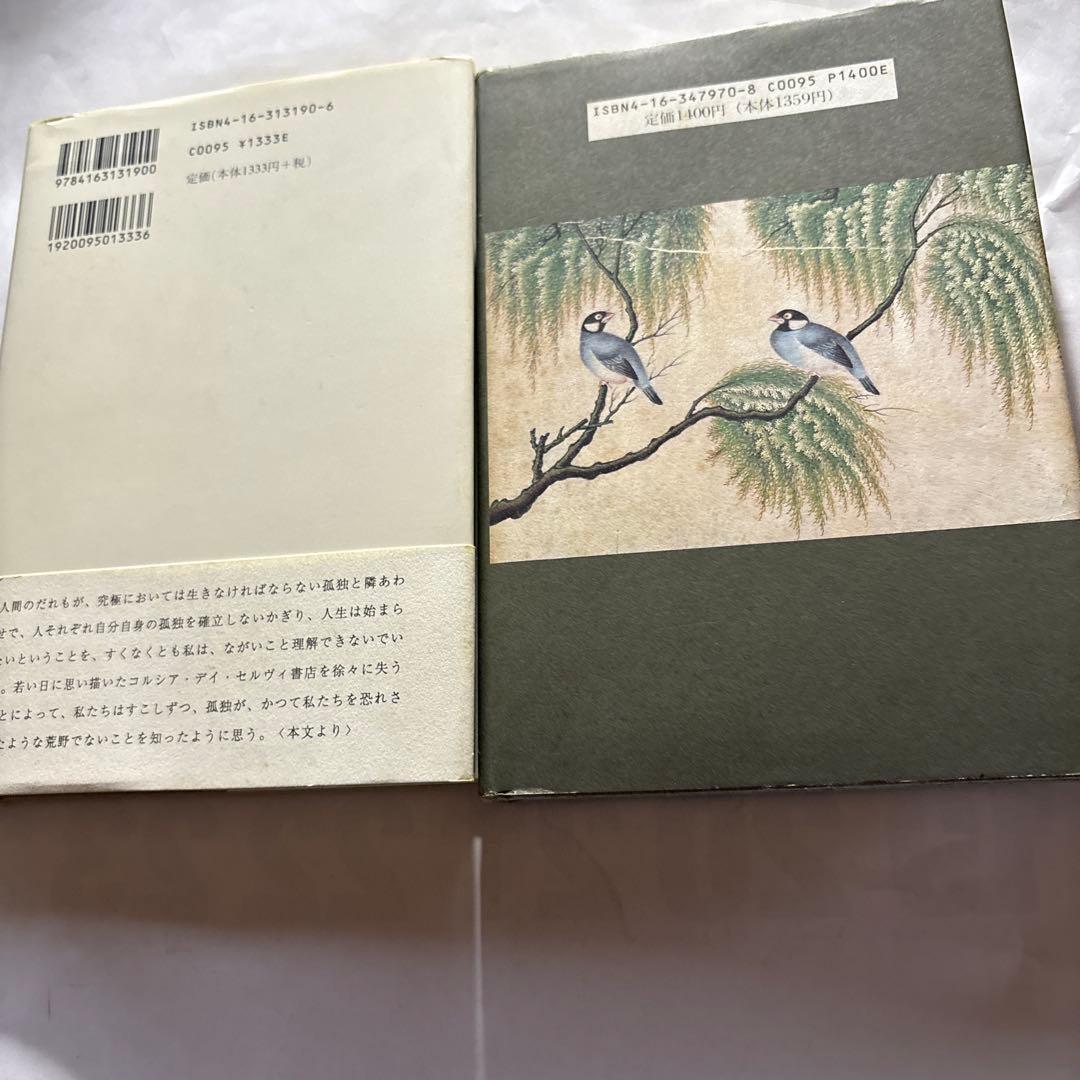 ISBN4-16-313190-6
C0095 ¥1333E
定価(本体1333円+税)
9784163131900
1920095013336
人間のだれもが、究極においては生きなければならない孤独と隣あわ
せで、人それぞれ自分自身の孤独を確立しないかぎり、人生は始まら
ないということを、すくなくとも私は、ながいこと理解できないでい
。若い日に思い描いたコルシア・デイ・セルヴィ書店を徐々に失う
とによって、私たちはすこしずつ、孤独が、かつて私たちを恐れさ
たような荒野でないことを知ったように思う。〈本文より〉
ISBN4-16-347970-8 C0095 P1400E
定価1400円(本体1359円)